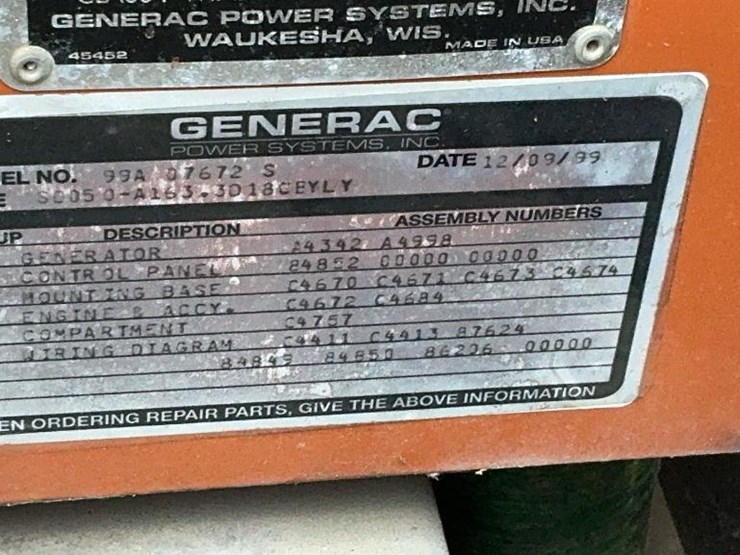 GENERAC POWER SYSTEMS, INC.
WAUKESHA, WIS.
45452 MADE IN USA
GENERAC
POWER SYSTEMS, INC.
EL NO. 99A 07672 S DATE 12/09/99
E
UP DESCRIPTION ASSEMBLY NUMBERS
GENERATOR A4342 A4998
CONTROL PANEL 84852 00000 00000
MOUNTING BASE C4670 C4671 C4673 C4674
ENGINE & ACCY. C4672 C4684
COMPARTMENT C4757
WIRING DIAGRAM C4411 C4413 87624
84849 84850 86226 00000
EN ORDERING REPAIR PARTS, GIVE THE ABOVE INFORMATION